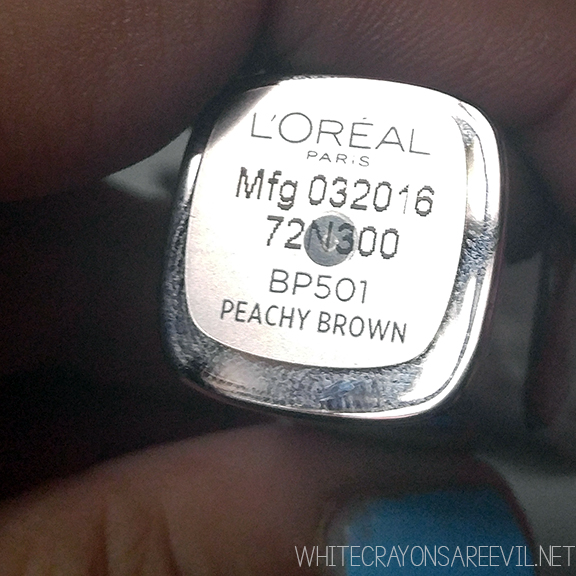 L'ORÉAL
PARIS
Mfg 032016
72N300
BP501
PEACHY BROWN
WHITECRAYONSAREEVIL.NET